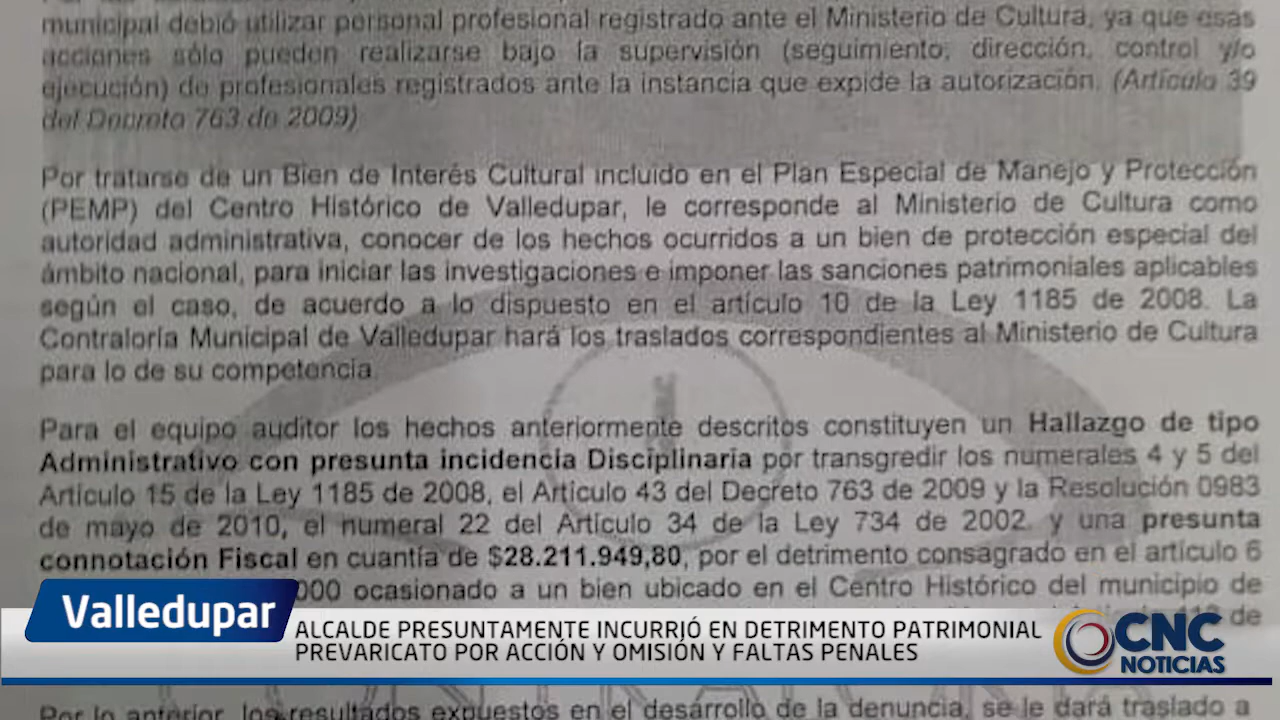 municipal debió utilizar personal profesional registrado ante el Ministerio de Cultura, ya que esas
acciones sólo pueden realizarse bajo la supervisión (seguimiento, dirección, control y/o
ejecución) de profesionales registrados ante la instancia que expide la autorización. (Artículo 39
del Decreto 763 de 2009)
Por tratarse de un Bien de Interés Cultural incluido en el Plan Especial de Manejo y Protección
(PEMP) del Centro Histórico de Valledupar, le corresponde al Ministerio de Cultura como
autoridad administrativa, conocer de los hechos ocurridos a un bien de protección especial del
ámbito nacional, para iniciar las investigaciones e imponer las sanciones patrimoniales aplicables
según el caso, de acuerdo a lo dispuesto en el artículo 10 de la Ley 1185 de 2008. La
Contraloría Municipal de Valledupar hará los traslados correspondientes al Ministerio de Cultura
para lo de su competencia.
Para el equipo auditor los hechos anteriormente descritos constituyen un Hallazgo de tipo
Administrativo con presunta incidencia Disciplinaria por transgredir los numerales 4 y 5 del
Artículo 15 de la Ley 1185 de 2008, el Artículo 43 del Decreto 763 de 2009 y la Resolución 0983
de mayo de 2010, el numeral 22 del Artículo 34 de la Ley 734 de 2002 y una presunta
connotación Fiscal en cuantía de $28.211.949,80, por el detrimento consagrado en el artículo 6
000 ocasionado a un bien ubicado en el Centro Histórico del municipio de
de
Valledupar
ALCALDE PRESUNTAMENTE INCURRIÓ EN DETRIMENTO PATRIMONIAL
PREVARICATO POR ACCIÓN Y OMISIÓN Y FALTAS PENALES
CNC
NOTICIAS
Por lo anterior, los resultados expuestos en el desarrollo de la denuncia, se le dará traslado a